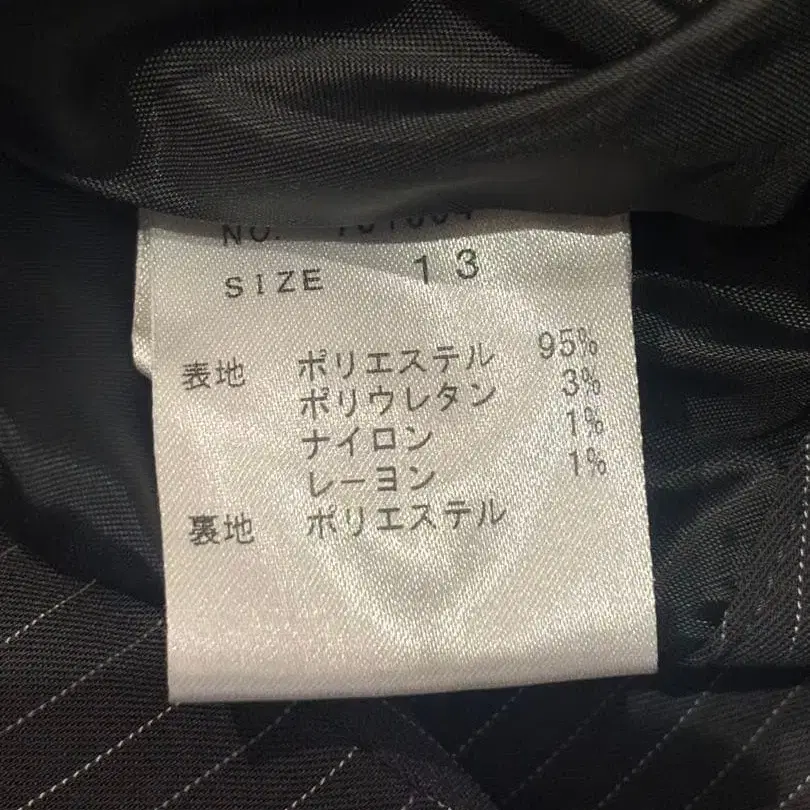 NO.
SIZE 13
表地 ポリエステル 95%
ポリウレタン 3%
ナイロン 1%
レーヨン 1%
裏地 ポリエステル